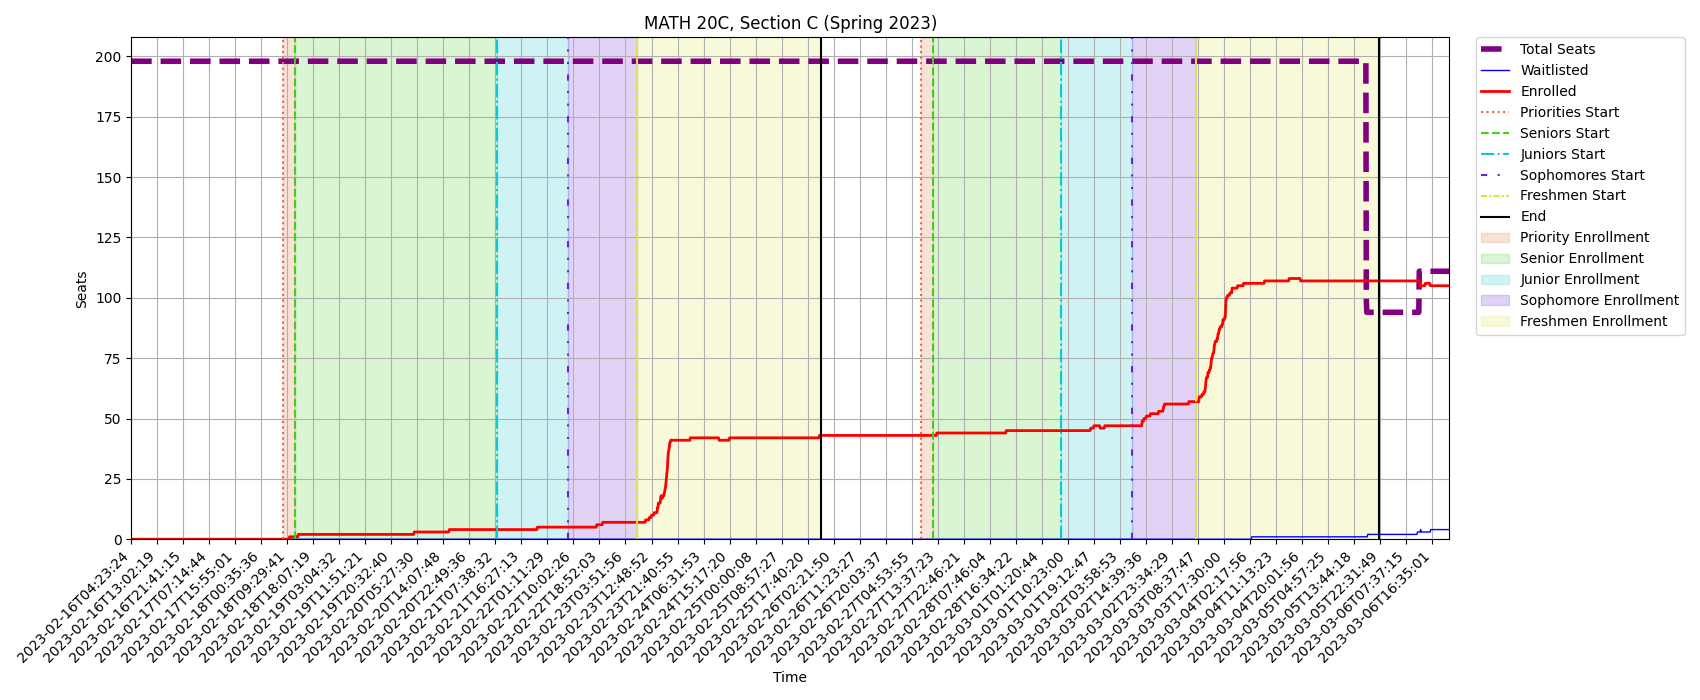 MATH 20C, Section C (Spring 2023)
Seats
200
175
150
125
100
75
50
25
0
2023-02-16T04:23:24
2023-02-16T13:02:19
2023-02-16T21:41:15
2023-02-17T07:14:44
2023-02-17T15:55:01
2023-02-18T00:35:36
2023-02-18T09:29:41
2023-02-18T18:07:19
2023-02-19T03:04:32
2023-02-19T11:51:21
2023-02-19T20:32:40
2023-02-20T05:27:30
2023-02-20T14:07:48
2023-02-20T22:49:36
2023-02-21T07:38:32
2023-02-21T16:27:13
2023-02-22T01:11:29
2023-02-22T10:02:26
2023-02-22T18:52:03
2023-02-23T03:51:56
2023-02-23T12:48:52
2023-02-23T21:40:55
2023-02-24T06:31:53
2023-02-24T15:17:20
2023-02-25T00:00:08
2023-02-25T08:57:27
2023-02-25T17:40:20
2023-02-26T02:21:50
2023-02-26T11:23:27
2023-02-26T20:03:37
2023-02-27T04:53:55
2023-02-27T13:37:23
2023-02-27T22:46:21
2023-02-28T07:46:04
2023-02-28T16:34:22
2023-03-01T01:20:44
2023-03-01T10:23:00
2023-03-01T19:12:47
2023-03-02T03:58:53
2023-03-02T14:39:36
2023-03-02T23:34:29
2023-03-03T08:37:47
2023-03-03T17:30:00
2023-03-04T02:17:56
2023-03-04T11:13:23
2023-03-04T20:01:56
2023-03-05T04:57:25
2023-03-05T13:44:18
2023-03-05T22:31:49
2023-03-06T07:37:15
2023-03-06T16:35:01
Time
Total Seats
Waitlisted
Enrolled
Priorities Start
Seniors Start
Juniors Start
Sophomores Start
Freshmen Start
End
Priority Enrollment
Senior Enrollment
Junior Enrollment
Sophomore Enrollment
Freshmen Enrollment